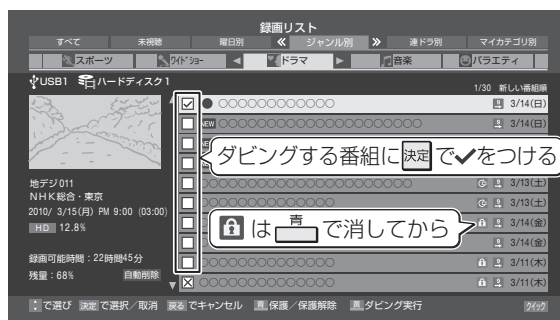 録画リスト
すべて 未視聴 曜日別 ジャンル別 連ドラ別 マイカテゴリ別
スポーツ ワイドショー ドラマ 音楽 バラエティ
USB1 ハードディスク1
1/30 新しい番組順
○○○○○○○○○○○○○ 3/14(日)
NEW ○○○○○○○○○○○○○○○○○○○○ 3/14(日)
ダビングする番組に決定で✓をつける
○○○○○○○○○○○○○○○○○○○○○○ 3/13(土)
○○○○○○○○○○○○○ 3/13(土)
は青で消してから 3/14(金)
3/14(金)
○○○○○○○○○○○○○ 3/11(木)
○○○○○○○○○○○○○ 3/11(木)
地デジ011
NHK総合・東京
2010/ 3/15(月) PM 9:00 (03:00)
HD 12.8%
録画可能時間：22時間45分
残量：68% 自動削除
で選び 決定で選択／取消 戻るでキャンセル 青保護／保護解除 黒ダビング実行